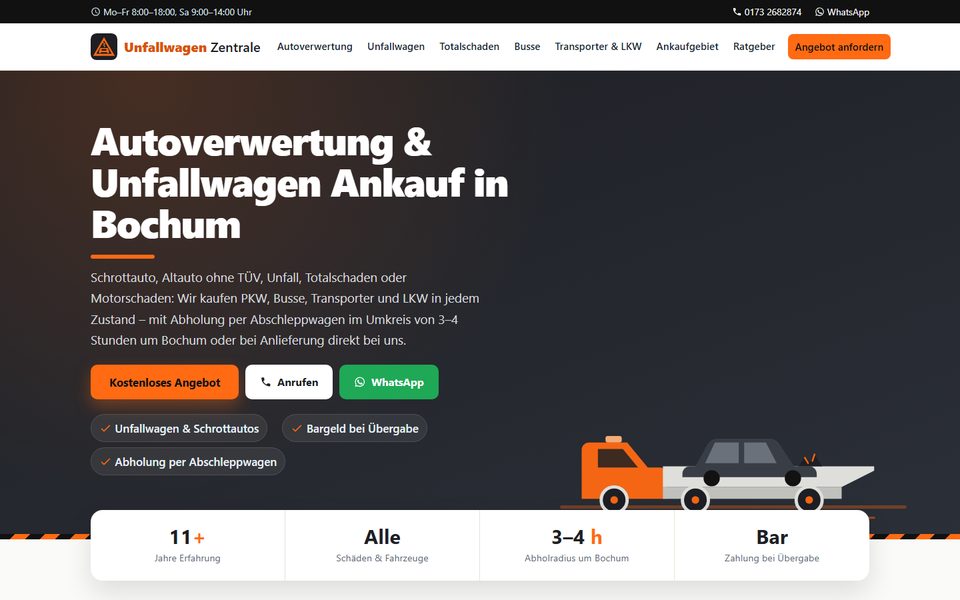 Mo–Fr 8:00–18:00, Sa 9:00–14:00 Uhr
0173 2682874
WhatsApp
Unfallwagen Zentrale
Autoverwertung
Unfallwagen
Totalschaden
Busse
Transporter & LKW
Ankaufgebiet
Ratgeber
Angebot anfordern
Autoverwertung &
Unfallwagen Ankauf in
Bochum
Schrottauto, Altauto ohne TÜV, Unfall, Totalschaden oder
Motorschaden: Wir kaufen PKW, Busse, Transporter und LKW in jedem
Zustand – mit Abholung per Abschleppwagen im Umkreis von 3–4
Stunden um Bochum oder bei Anlieferung direkt bei uns.
Kostenloses Angebot
Anrufen
WhatsApp
Unfallwagen & Schrottautos
Bargeld bei Übergabe
Abholung per Abschleppwagen
11+
Jahre Erfahrung
Alle
Schäden & Fahrzeuge
3–4 h
Abholradius um Bochum
Bar
Zahlung bei Übergabe